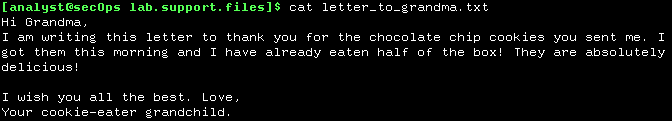 [analyst@secOps lab.support.files]$ cat letter_to_grandma.txt
Hi Grandma,
I am writing this letter to thank you for the chocolate chip cookies you sent me. I
got them this morning and I have already eaten half of the box! They are absolutely
delicious!

I wish you all the best. Love,
Your cookie-eater grandchild.